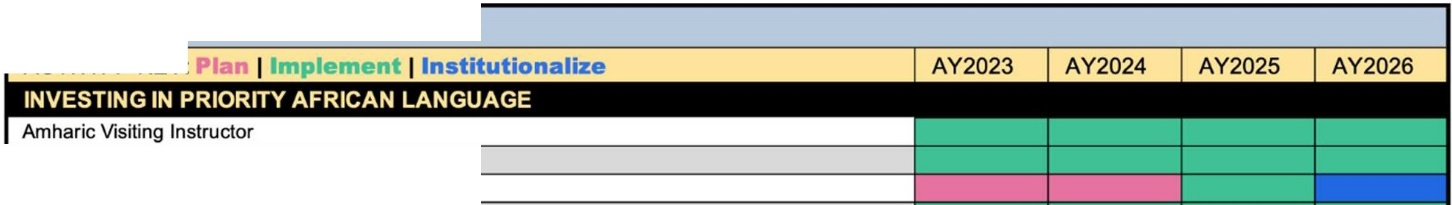 Plan | Implement | Institutionalize AY2023 AY2024 AY2025 AY2026
INVESTING IN PRIORITY AFRICAN LANGUAGE
Amharic Visiting Instructor